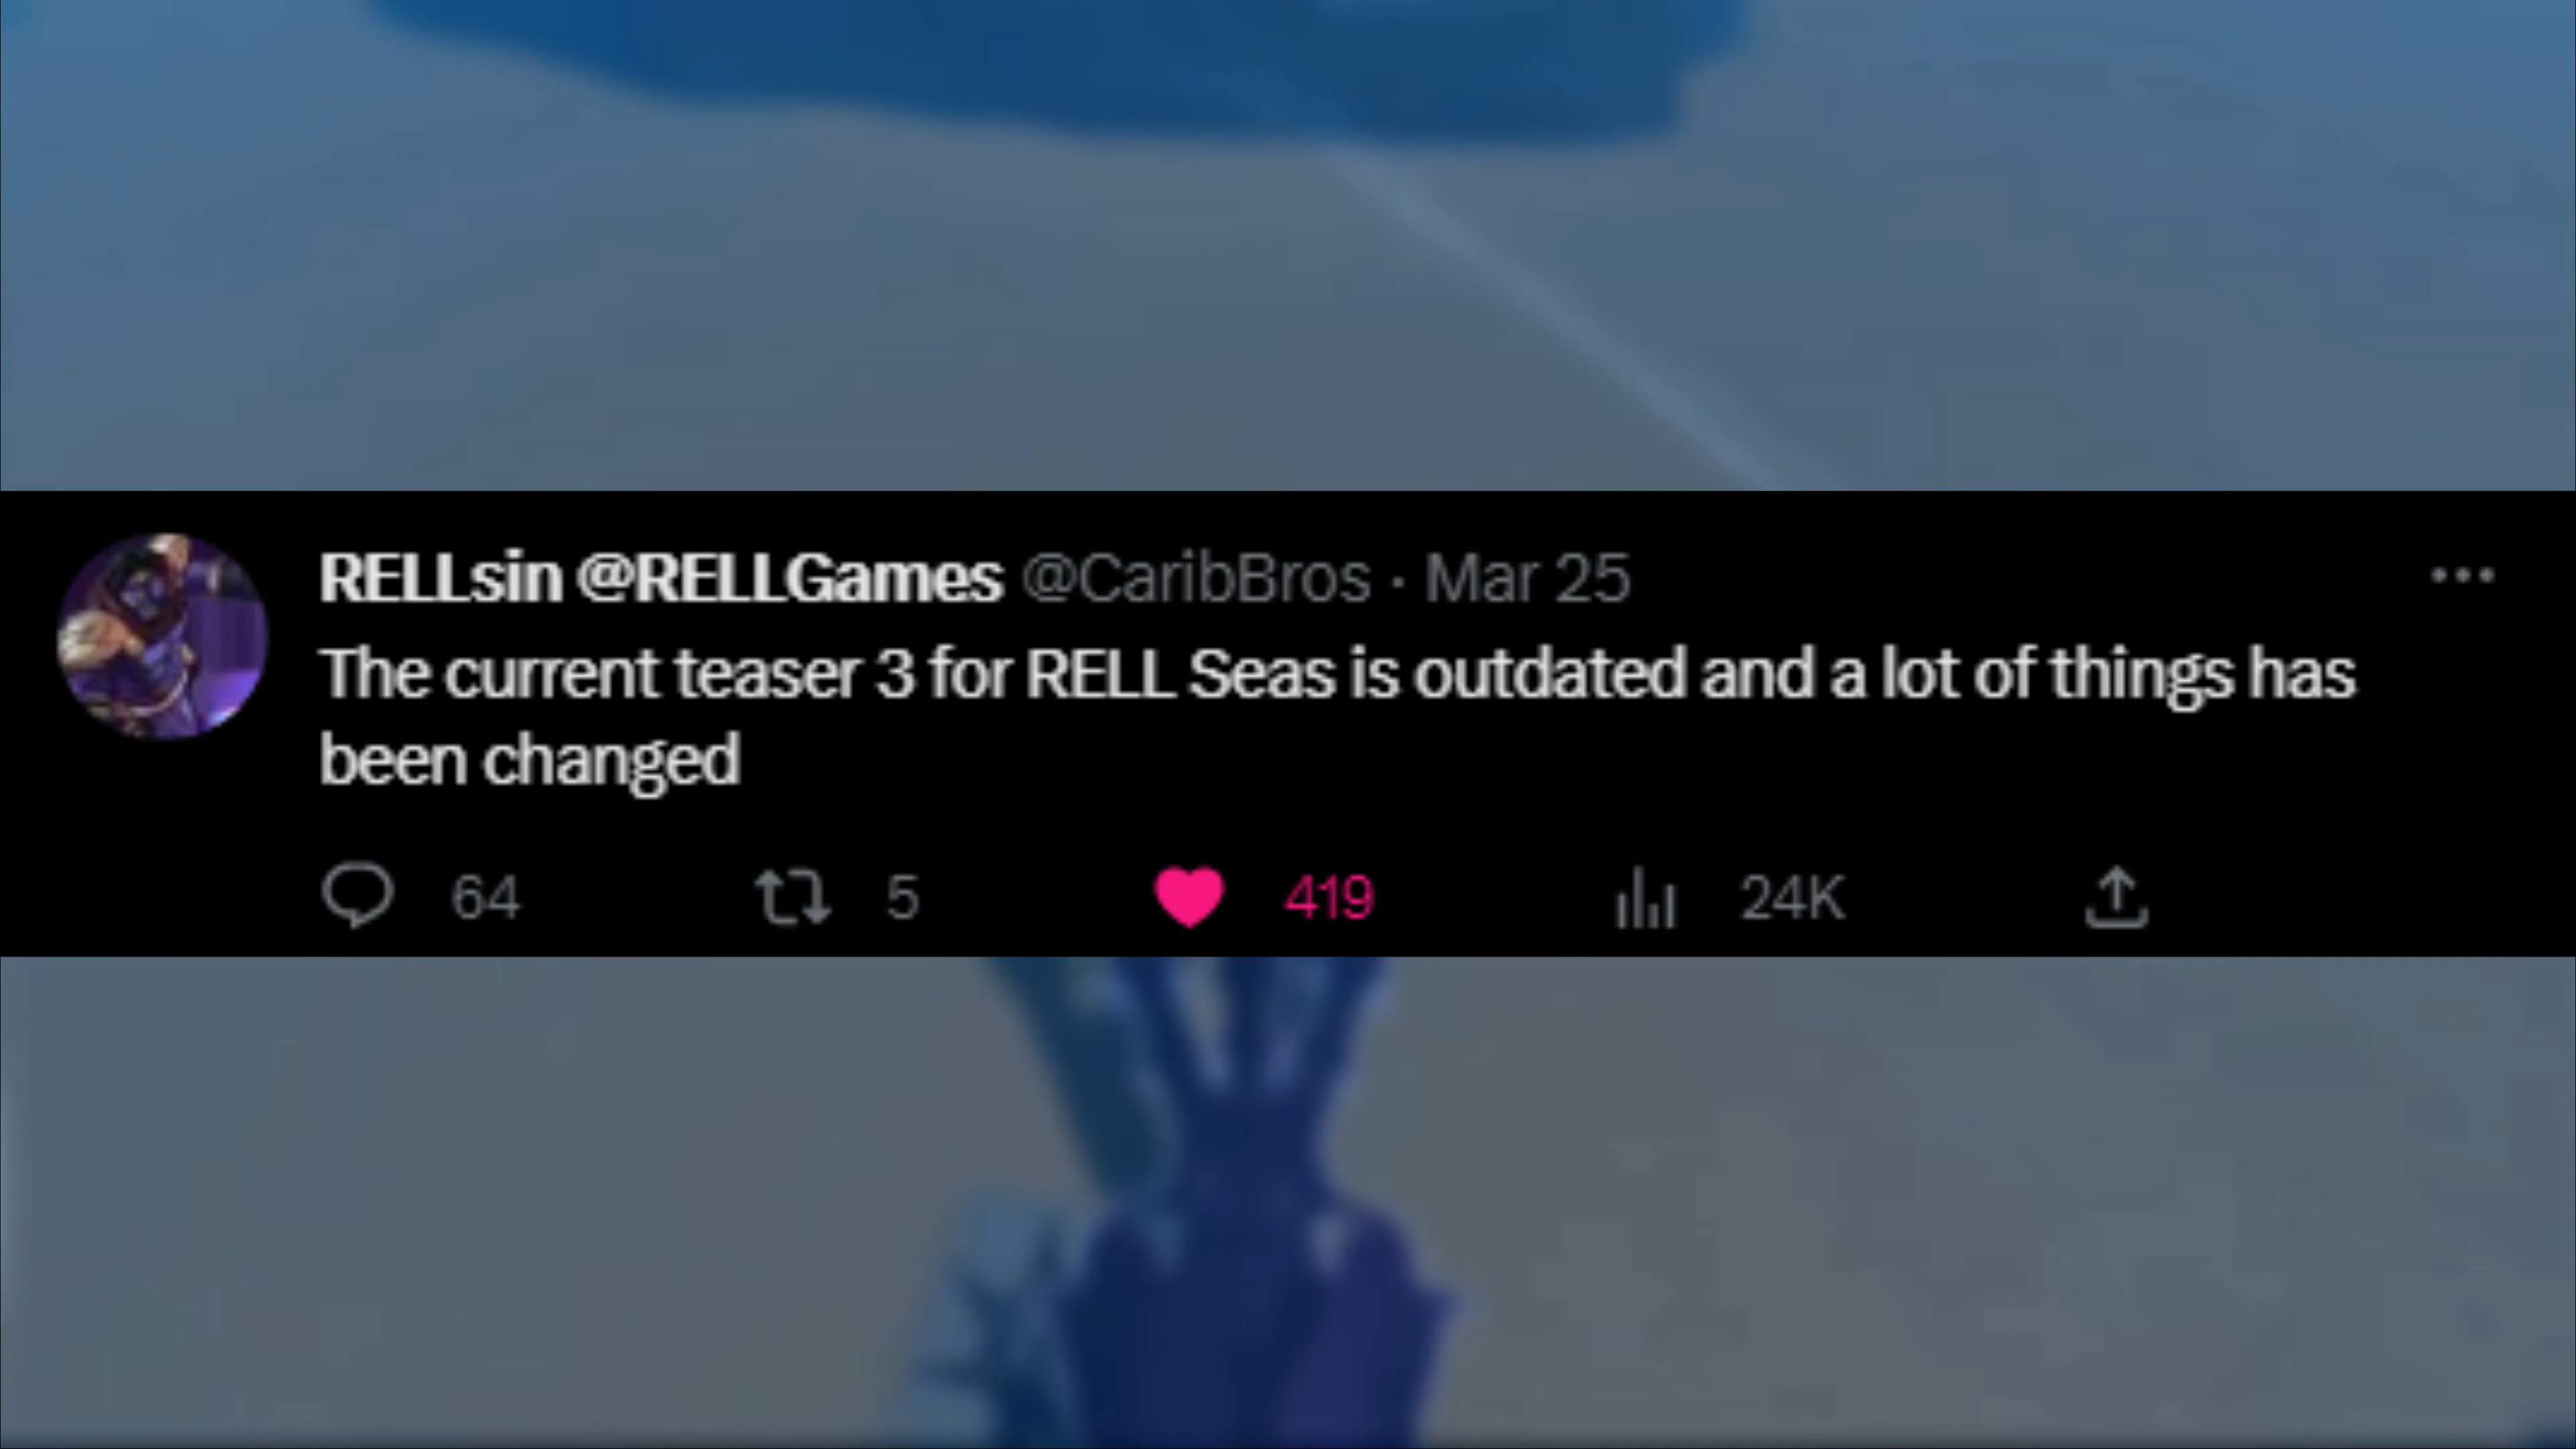 RELLsin @RELLGames @CaribBros · Mar 25
The current teaser 3 for RELL Seas is outdated and a lot of things has
been changed
64 5 419 24K